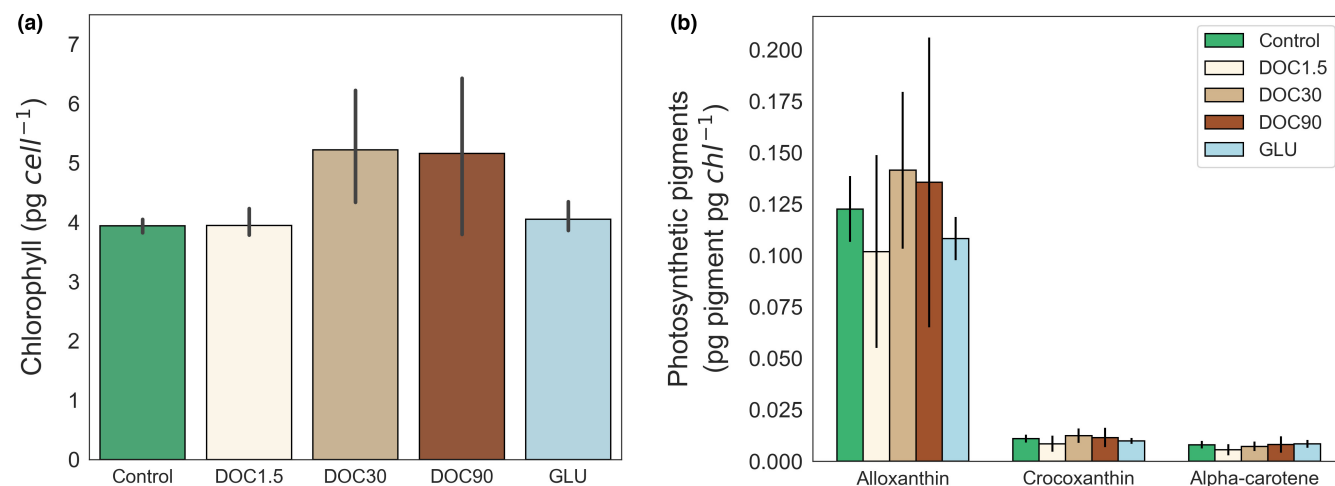 (a)
Chlorophyll (pg cell⁻¹)
7
6
5
4
3
2
1
0
Control DOC1.5 DOC30 DOC90 GLU
(b)
Photosynthetic pigments
(pg pigment pg chl⁻¹)
0.200
0.175
0.150
0.125
0.100
0.075
0.050
0.025
0.000
Alloxanthin Crocoxanthin Alpha-carotene
Control
DOC1.5
DOC30
DOC90
GLU